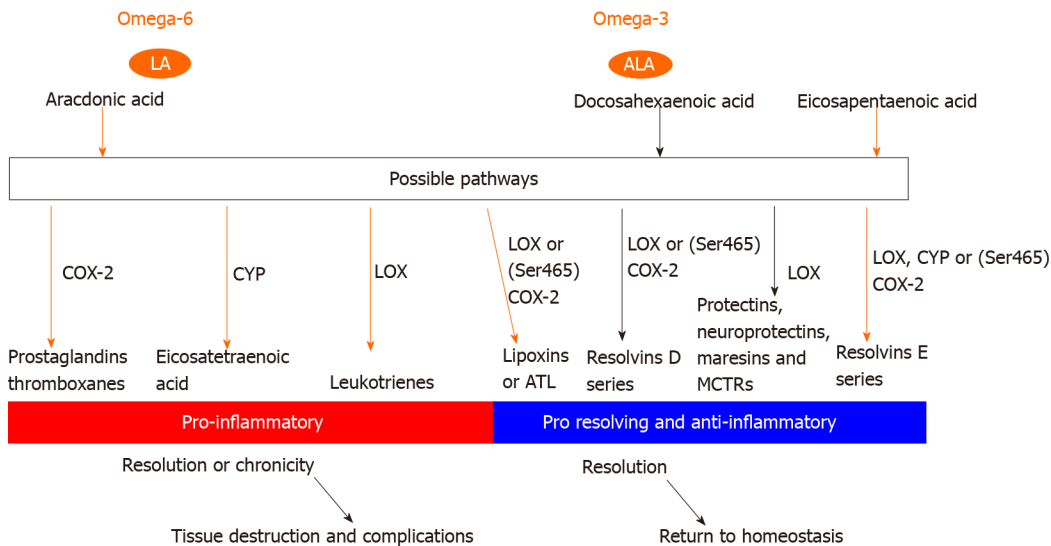 Omega-6
Omega-3
LA
ALA
Aracdonic acid
Docosahexaenoic acid
Eicosapentaenoic acid
Possible pathways
COX-2
CYP
LOX
LOX or
(Ser465)
COX-2
LOX or (Ser465)
COX-2
LOX
LOX, CYP or (Ser465)
COX-2
Prostaglandins
thromboxanes
Eicosatetraenoic
acid
Leukotrienes
Lipoxins
or ATL
Resolvins D
series
Protectins,
neuroprotectins,
maresins and
MCTRs
Resolvins E
series
Pro-inflammatory
Pro resolving and anti-inflammatory
Resolution or chronicity
Resolution
Tissue destruction and complications
Return to homeostasis